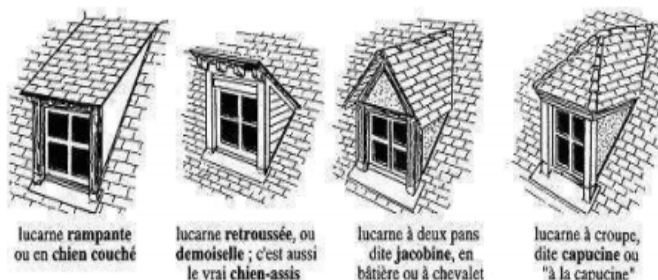 lucarne rampante
ou en chien couché
lucarne retroussée, ou
demoiselle ; c'est aussi
le vrai chien-assis
lucarne à deux pans
dite jacobine, en
bâtière ou à chevalet
lucarne à croupe,
dite capucine ou
"à la capucine"